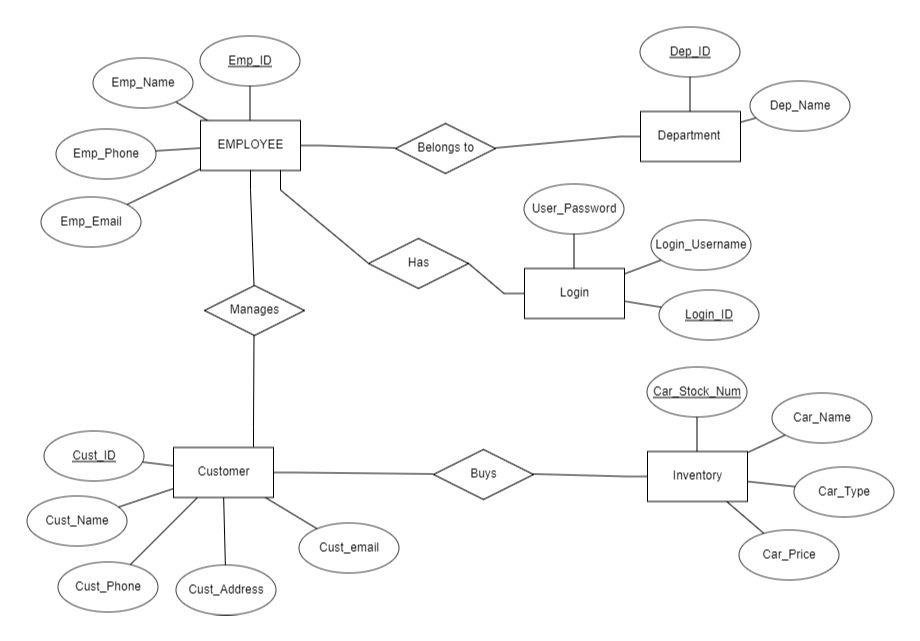 Emp_ID
Dep_ID
Emp_Name
Dep_Name
EMPLOYEE
Department
Belongs to
Emp_Phone
User_Password
Emp_Email
Login_Username
Has
Login
Manages
Login_ID
Car_Stock_Num
Car_Name
Cust_ID
Customer
Buys
Inventory
Car_Type
Cust_Name
Cust_email
Car_Price
Cust_Phone
Cust_Address